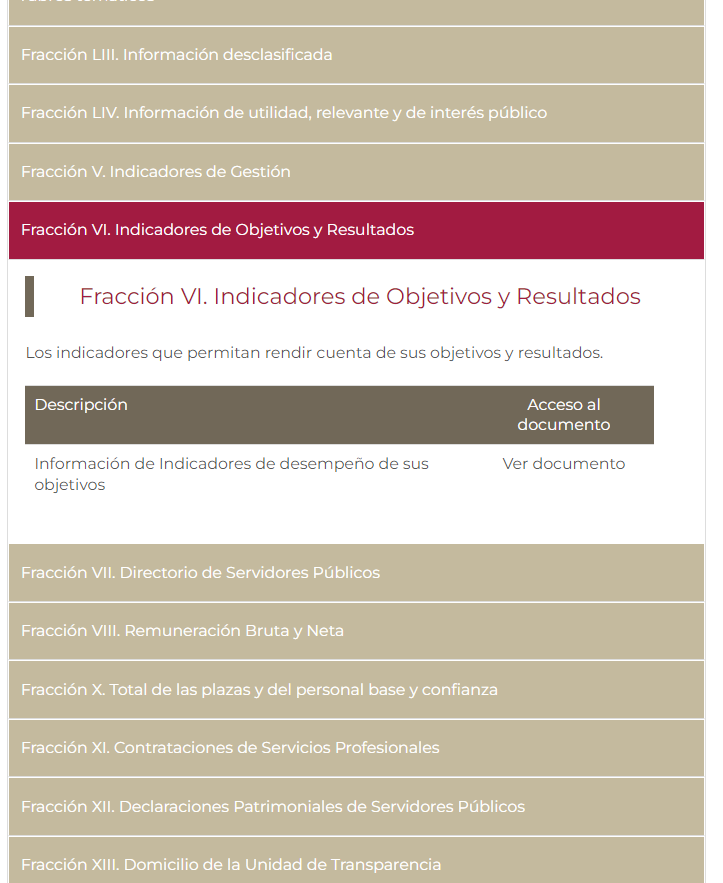 Fracción LIII. Información desclasificada
Fracción LIV. Información de utilidad, relevante y de interés público
Fracción V. Indicadores de Gestión
Fracción VI. Indicadores de Objetivos y Resultados
Fracción VI. Indicadores de Objetivos y Resultados
Los indicadores que permitan rendir cuenta de sus objetivos y resultados.
Descripción
Acceso al
documento
Información de Indicadores de desempeño de sus
objetivos
Ver documento
Fracción VII. Directorio de Servidores Públicos
Fracción VIII. Remuneración Bruta y Neta
Fracción X. Total de las plazas y del personal base y confianza
Fracción XI. Contrataciones de Servicios Profesionales
Fracción XII. Declaraciones Patrimoniales de Servidores Públicos
Fracción XIII. Domicilio de la Unidad de Transparencia